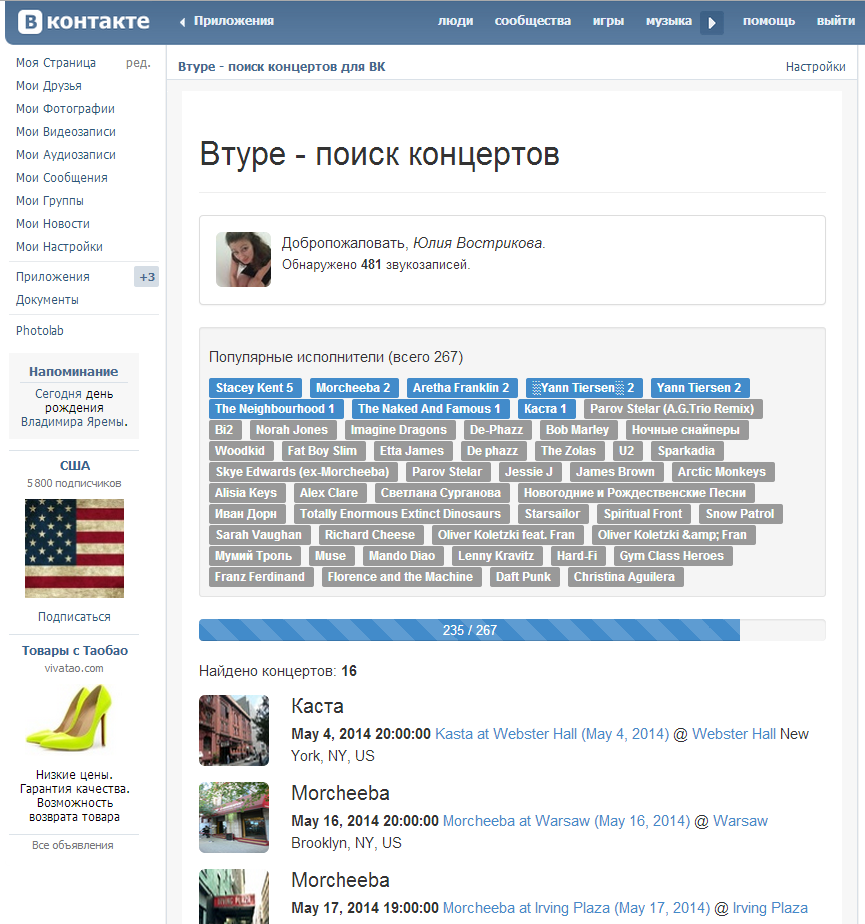 В контакте
Приложения
люди сообщества игры музыка помощь выйти
Моя Страница ред.
Мои Друзья
Мои Фотографии
Мои Видеозаписи
Мои Аудиозаписи
Мои Сообщения
Мои Группы
Мои Новости
Мои Настройки
Приложения +3
Документы
Photolab
Напоминание
Сегодня день
рождения
Владимира Яремы.
США
5 800 подписчиков
Подписаться
Товары с Таобао
vivatao.com
Низкие цены.
Гарантия качества.
Возможность
возврата товара
Все объявления
Втуре - поиск концертов для ВК Настройки
Втуре - поиск концертов
Добропожаловать, Юлия Вострикова.
Обнаружено 481 звукозаписей.
Популярные исполнители (всего 267)
Stacey Kent 5 Morcheeba 2 Aretha Franklin 2 ▒Yann Tiersen▒ 2 Yann Tiersen 2
The Neighbourhood 1 The Naked And Famous 1 Каста 1 Parov Stelar (A.G.Trio Remix)
Bi2 Norah Jones Imagine Dragons De-Phazz Bob Marley Ночные снайперы
Woodkid Fat Boy Slim Etta James De phazz The Zolas U2 Sparkadia
Skye Edwards (ex-Morcheeba) Parov Stelar Jessie J James Brown Arctic Monkeys
Alisia Keys Alex Clare Светлана Сурганова Новогодние и Рождественские Песни
Иван Дорн Totally Enormous Extinct Dinosaurs Starsailor Spiritual Front Snow Patrol
Sarah Vaughan Richard Cheese Oliver Koletzki feat. Fran Oliver Koletzki &amp; Fran
Мумий Троль Muse Mando Diao Lenny Kravitz Hard-Fi Gym Class Heroes
Franz Ferdinand Florence and the Machine Daft Punk Christina Aguilera
235 / 267
Найдено концертов: 16
Каста
May 4, 2014 20:00:00 Kasta at Webster Hall (May 4, 2014) @ Webster Hall New
York, NY, US
Morcheeba
May 16, 2014 20:00:00 Morcheeba at Warsaw (May 16, 2014) @ Warsaw
Brooklyn, NY, US
Morcheeba
May 17, 2014 19:00:00 Morcheeba at Irving Plaza (May 17, 2014) @ Irving Plaza